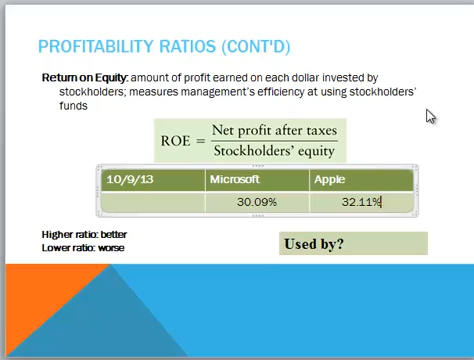 PROFITABILITY RATIOS (CONT'D)
Return on Equity: amount of profit earned on each dollar invested by
stockholders; measures management's efficiency at using stockholders'
funds
ROE = Net profit after taxes
Stockholders' equity
10/9/13 Microsoft Apple
30.09% 32.11%
Higher ratio: better
Lower ratio: worse
Used by?